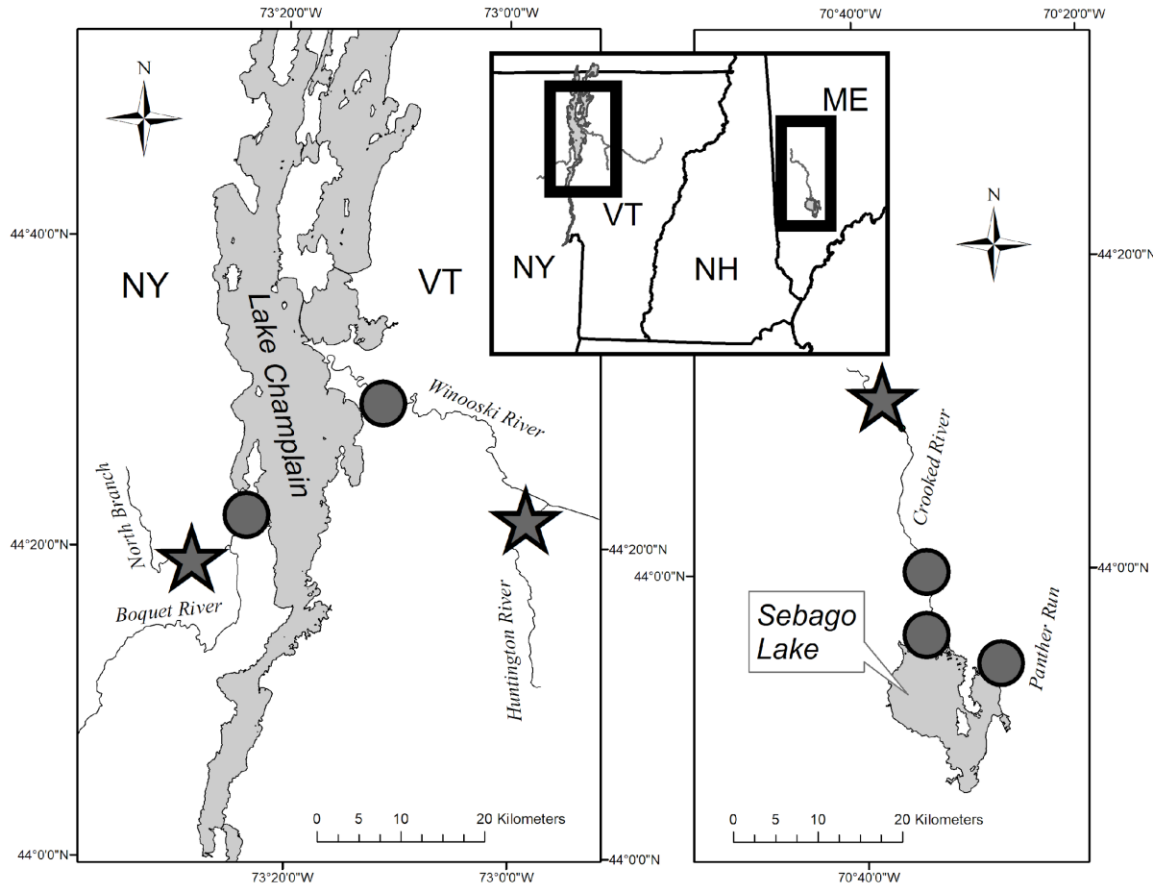 73°20'0"W
73°0'0"W
70°40'0"W
70°20'0"W
N
ME
VT
NY
NH
N
44°40'0"N
44°20'0"N
NY
VT
Lake Champlain
Winooski River
North Branch
Crooked River
44°20'0"N
44°20'0"N
44°0'0"N
44°0'0"N
Boquet River
Huntington River
Sebago
Lake
Panther Run
0 5 10 20 Kilometers
0 5 10 20 Kilometers
44°0'0"N
44°0'0"N
73°20'0"W
73°0'0"W
70°40'0"W